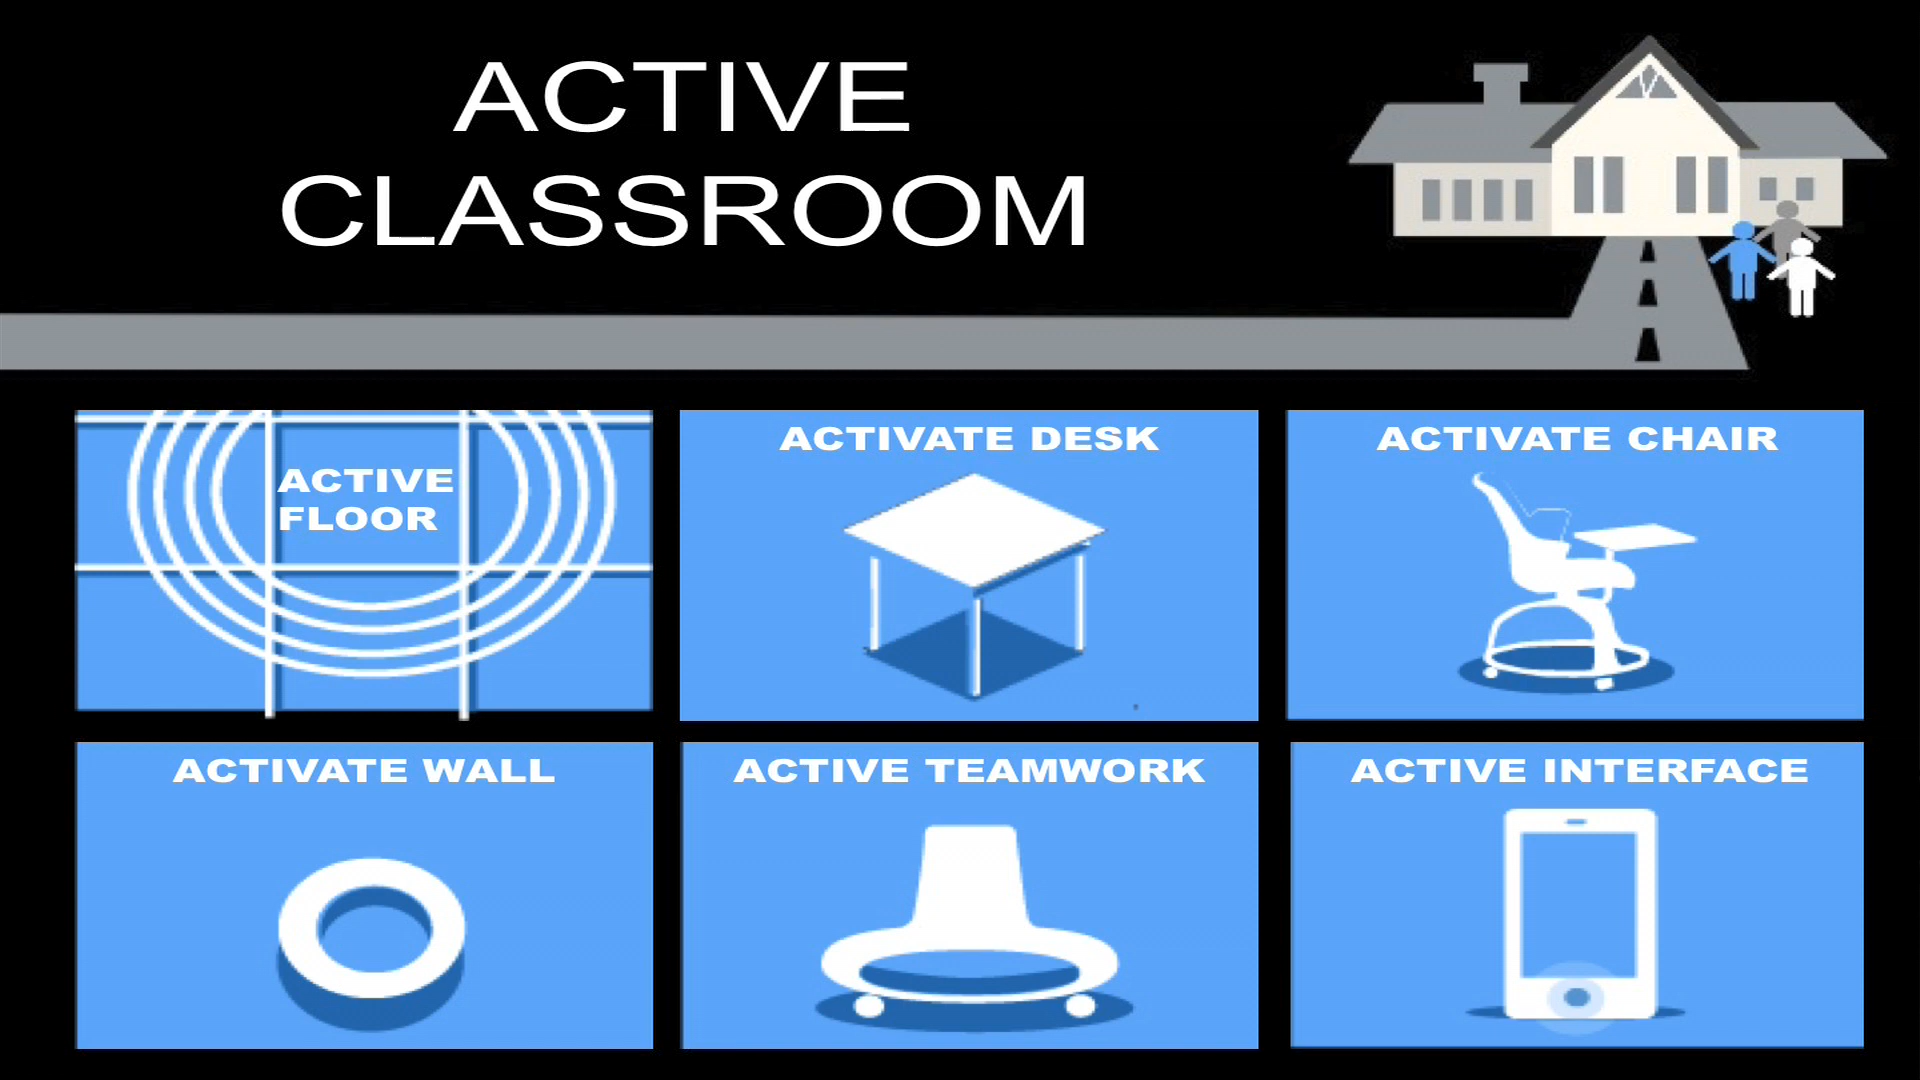 ACTIVE
CLASSROOM
ACTIVE
FLOOR
ACTIVATE DESK
ACTIVATE CHAIR
ACTIVATE WALL
ACTIVE TEAMWORK
ACTIVE INTERFACE